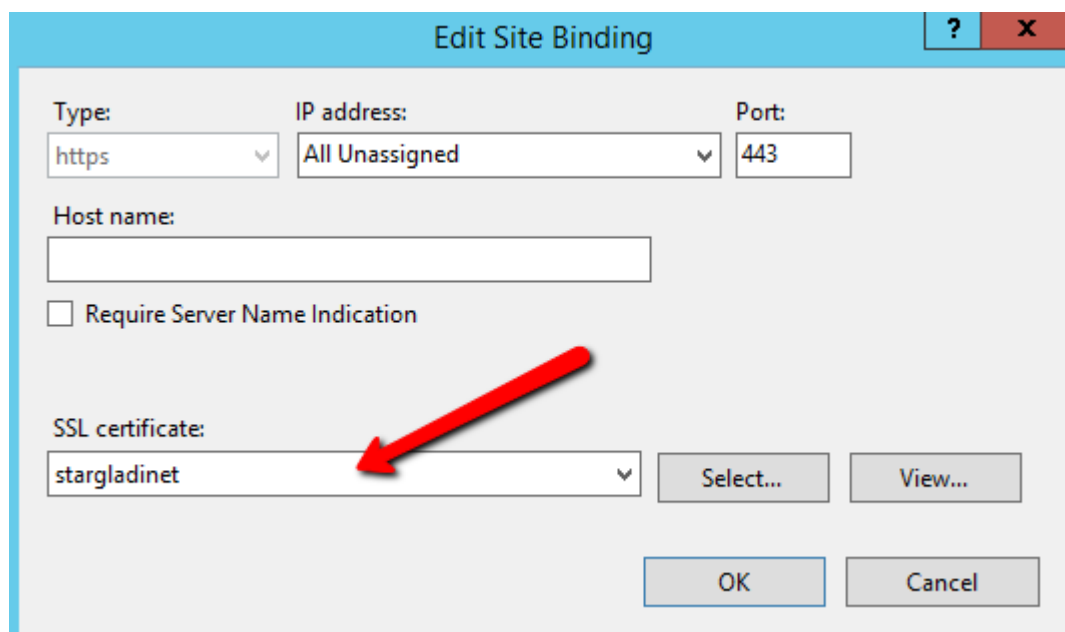 Edit Site Binding
? x
Type: IP address: Port:
https All Unassigned 443
Host name:
Require Server Name Indication
SSL certificate:
stargladinet Select... View...
OK Cancel